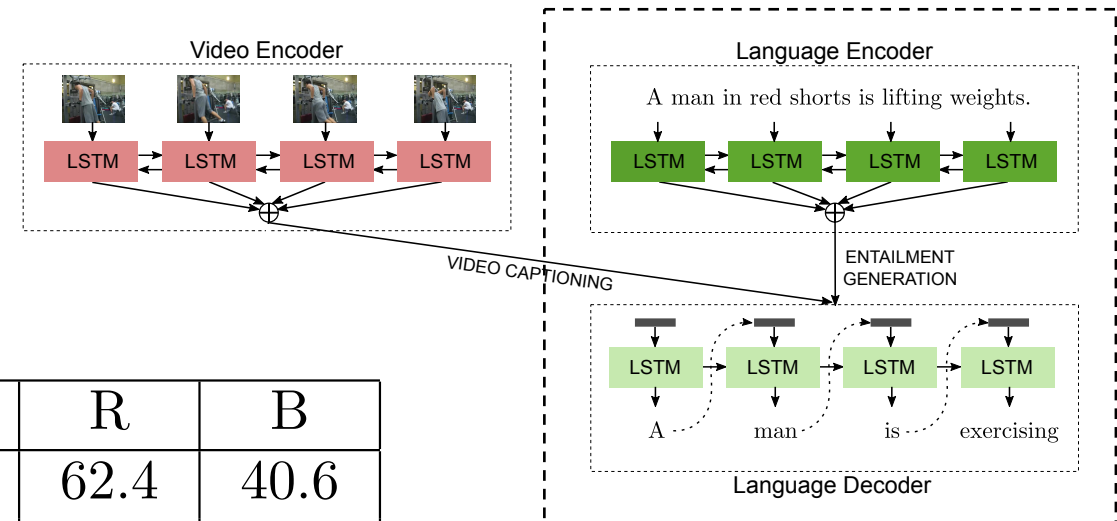 Video Encoder
LSTM LSTM LSTM LSTM
VIDEO CAPTIONING
Language Encoder
A man in red shorts is lifting weights.
LSTM LSTM LSTM LSTM
ENTAILMENT
GENERATION
LSTM LSTM LSTM LSTM
A man is exercising
Language Decoder
R B
62.4 40.6